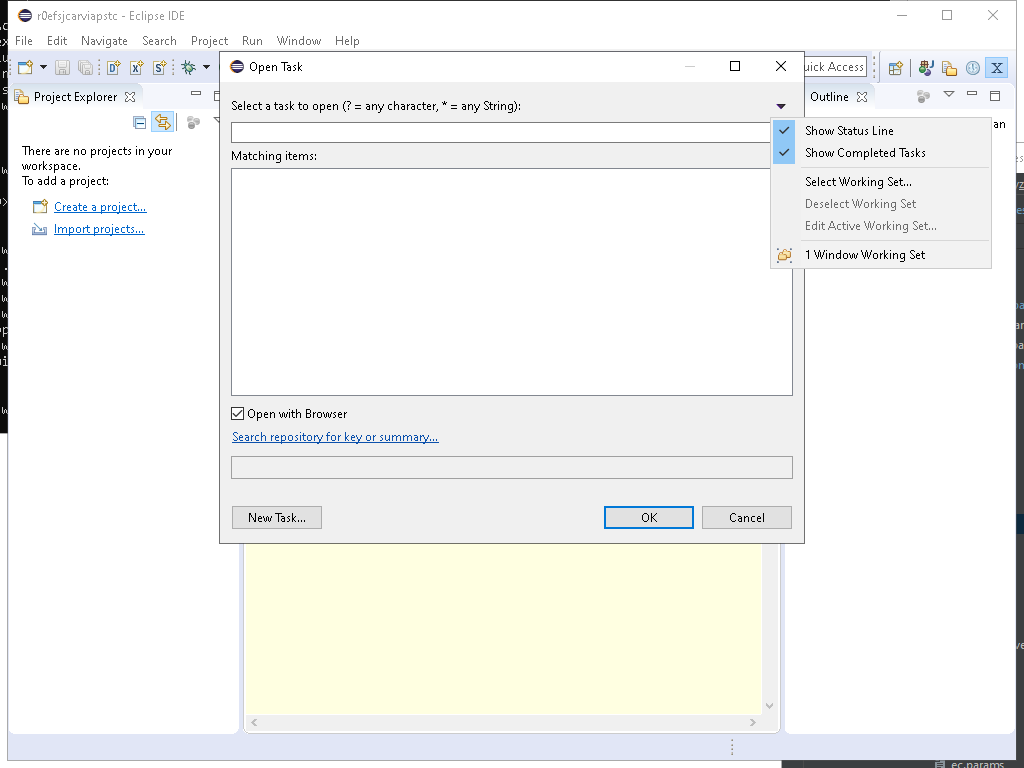 r0efsjcarviapstc - Eclipse IDE
File Edit Navigate Search Project Run Window Help
Open Task
uick Access
Project Explorer
Select a task to open (? = any character, * = any String):
Outline
There are no projects in your
workspace.
To add a project:
Create a project...
Import projects...
Matching items:
Show Status Line
Show Completed Tasks
Select Working Set...
Deselect Working Set
Edit Active Working Set...
1 Window Working Set
Open with Browser
Search repository for key or summary...
New Task...
OK
Cancel
ec.params